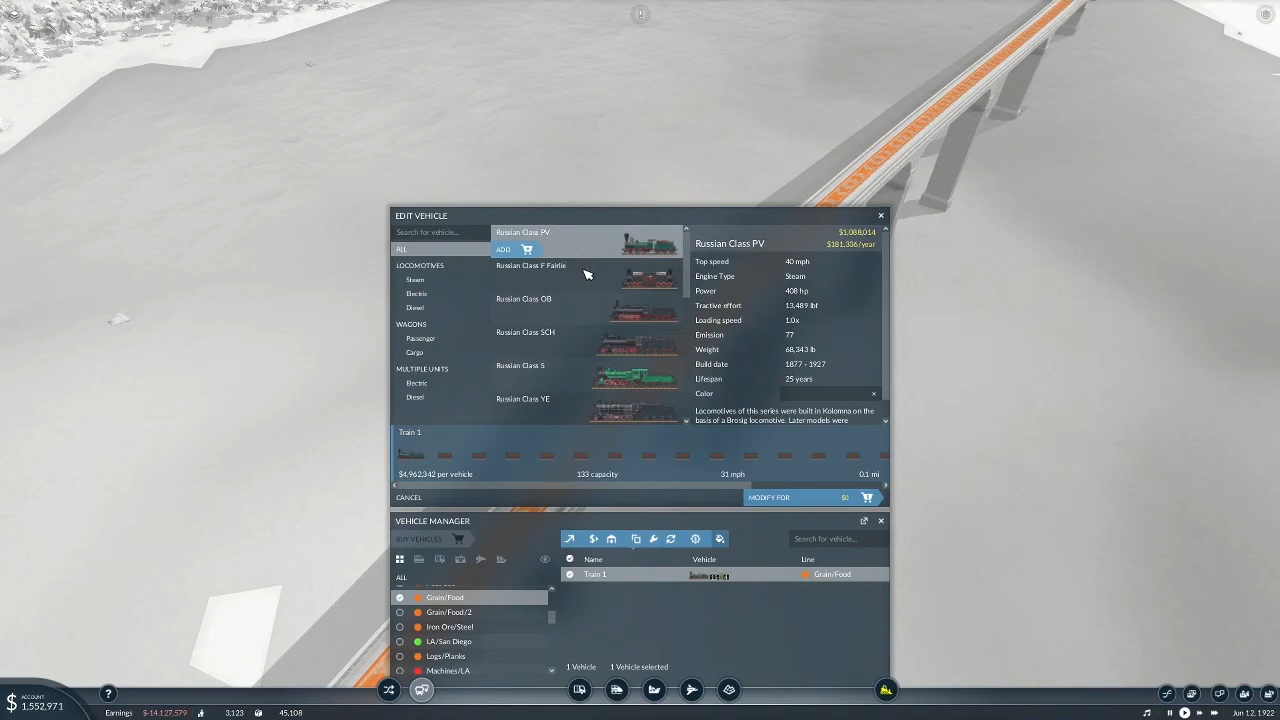 EDIT VEHICLE
Search for vehicle...
ALL
LOCOMOTIVES
Steam
Electric
Diesel
WAGONS
Passenger
Cargo
MULTIPLE UNITS
Electric
Diesel
Russian Class PV
ADD
Russian Class F Fairlie
Russian Class OB
Russian Class SCH
Russian Class S
Russian Class YE
$1,088,014
Russian Class PV
$181,336/year
Top speed 40 mph
Engine Type Steam
Power 408 hp
Tractive effort 13,489 lbf
Loading speed 1.0x
Emission 77
Weight 68,343 lb
Build date 1877 - 1927
Lifespan 25 years
Color
Locomotives of this series were built in Kolomna on the
basis of a Brosig locomotive. Later models were
Train 1
$4,962,342 per vehicle 133 capacity 31 mph 0.1 mi
CANCEL
MODIFY FOR $0
VEHICLE MANAGER
BUY VEHICLES
Search for vehicle...
ALL
Grain/Food
Grain/Food/2
Iron Ore/Steel
LA/San Diego
Logs/Planks
Machines/LA
Name Vehicle Line
Train 1 Grain/Food
1 Vehicle 1 Vehicle selected
$ ACCOUNT
1,552,971
?
Earnings $-14,127,579 3,123 45,108
Jun 12, 1922